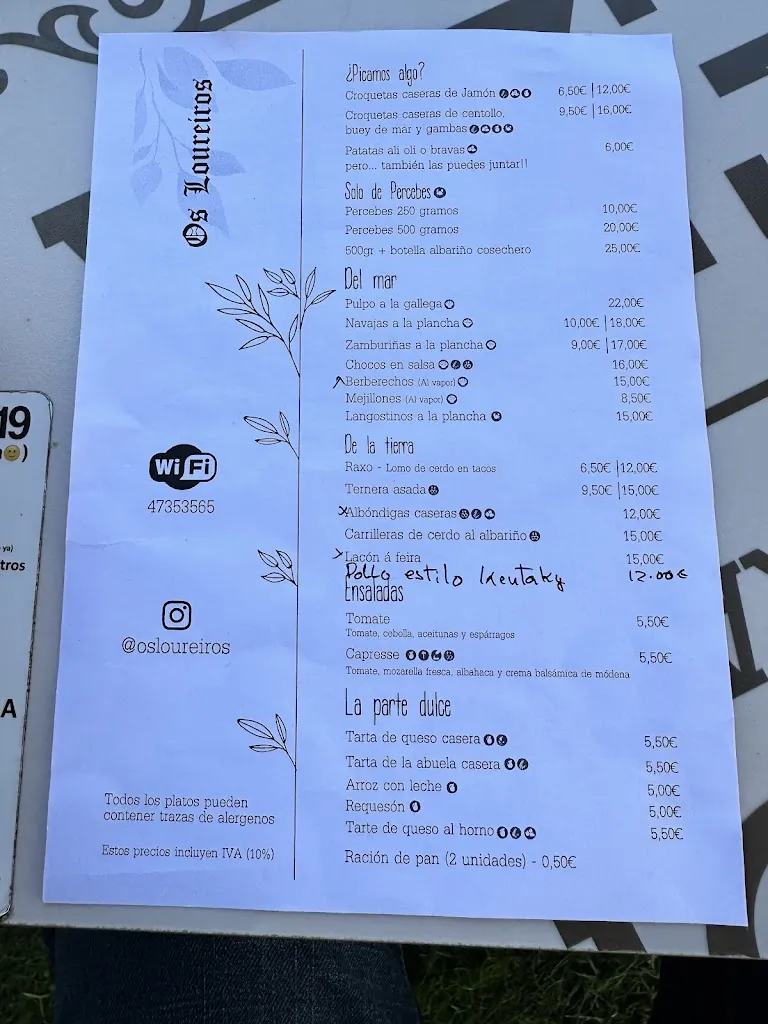 Os Loureiros
WiFi
47353565
@osloureiros
Todos los platos pueden
contener trazas de alergenos
Estos precios incluyen IVA (10%)
¿Picamos algo?
Croquetas caseras de Jamón 6,50€ | 12,00€
Croquetas caseras de centollo, 9,50€ | 16,00€
buey de mar y gambas
Patatas ali oli o bravas 6,00€
pero... también las puedes juntar!!
Solo de Percebes
Percebes 250 gramos 10,00€
Percebes 500 gramos 20,00€
500gr + botella albariño cosechero 25,00€
Del mar
Pulpo a la gallega 22,00€
Navajas a la plancha 10,00€ | 18,00€
Zamburiñas a la plancha 9,00€ | 17,00€
Chocos en salsa 16,00€
Berberechos (Al vapor) 15,00€
Mejillones (Al vapor) 8,50€
Langostinos a la plancha 15,00€
De la tierra
Raxo - Lomo de cerdo en tacos 6,50€ | 12,00€
Ternera asada 9,50€ | 15,00€
Albóndigas caseras 12,00€
Carrilleras de cerdo al albariño 15,00€
Lacón á feira 15,00€
Pollo estilo Kentaky 12.00€
Ensaladas
Tomate 5,50€
Tomate, cebolla, aceitunas y espárragos
Capresse 5,50€
Tomate, mozarella fresca, albahaca y crema balsámica de módena
La parte dulce
Tarta de queso casera 5,50€
Tarta de la abuela casera 5,50€
Arroz con leche 5,00€
Requesón 5,00€
Tarte de queso al horno 5,50€
Ración de pan (2 unidades) - 0,50€
19
ya)
tros
A